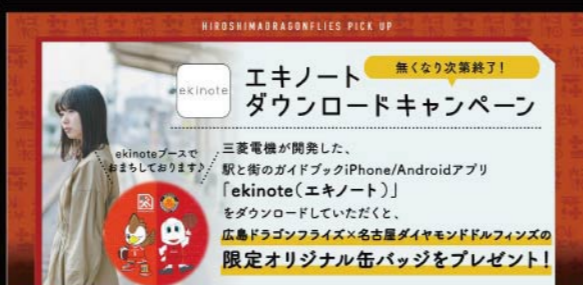 HIROSHIMADRAGONFLIES PICK UP
ekinote
エキノート
無くなり次第終了!
ダウンロードキャンペーン
ekinoteブースで
おまちしております♪
三菱電機が開発した、
駅と街のガイドブックiPhone/Androidアプリ
「ekinote(エキノート)」
をダウンロードしていただくと、
広島ドラゴンフライズ×名古屋ダイヤモンドドルフィンズの
限定オリジナル缶バッジをプレゼント!